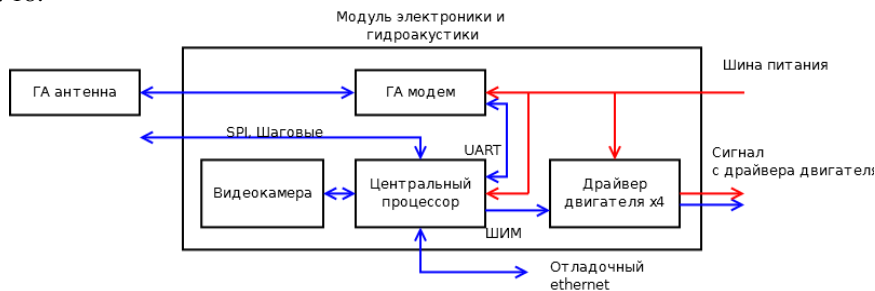 Модуль электроники и
гидроакустики
Шина питания
ГА антенна
ГА модем
SPI, Шаговые
UART
Сигнал
с драйвера двигателя
Видеокамера
Центральный
процессор
Драйвер
двигателя x4
ШИМ
Отладочный
ethernet